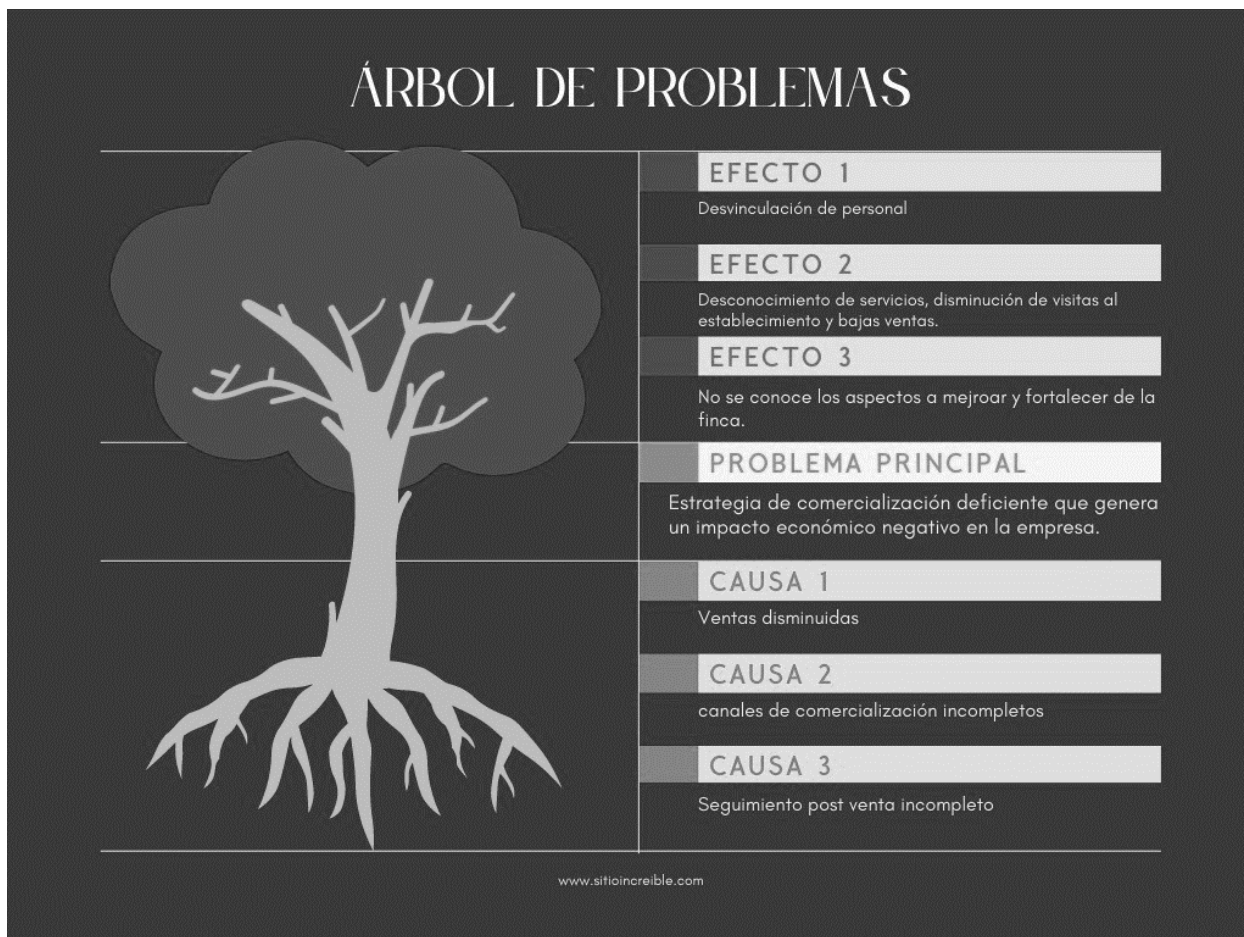 ÁRBOL DE PROBLEMAS
EFECTO 1
Desvinculación de personal
EFECTO 2
Desconocimiento de servicios, disminución de visitas al
establecimiento y bajas ventas.
EFECTO 3
No se conoce los aspectos a mejroar y fortalecer de la
finca.
PROBLEMA PRINCIPAL
Estrategia de comercialización deficiente que genera
un impacto económico negativo en la empresa.
CAUSA 1
Ventas disminuidas
CAUSA 2
canales de comercialización incompletos
CAUSA 3
Seguimiento post venta incompleto
www.sitioincreible.com